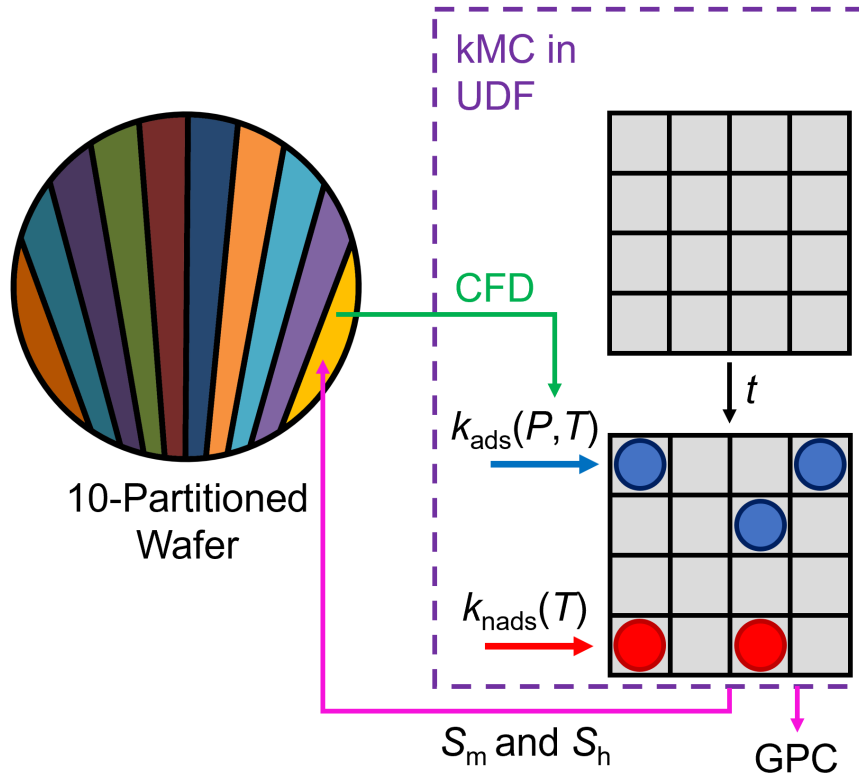 kMC in
UDF
CFD
t
k_ads(P,T)
10-Partitioned
Wafer
k_nads(T)
S_m and S_h
GPC